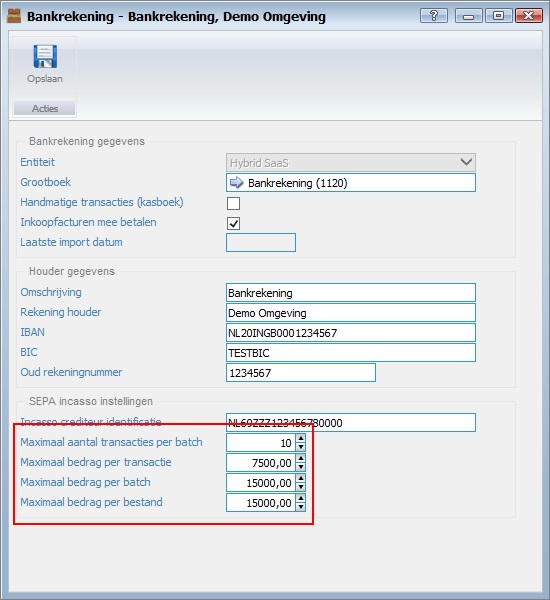 Bankrekening - Bankrekening, Demo Omgeving
?
Opslaan
Acties
Bankrekening gegevens
Entiteit Hybrid SaaS
Grootboek Bankrekening (1120)
Handmatige transacties (kasboek)
Inkoopfacturen mee betalen
Laatste import datum
Houder gegevens
Omschrijving Bankrekening
Rekening houder Demo Omgeving
IBAN NL20INGB0001234567
BIC TESTBIC
Oud rekeningnummer 1234567
SEPA incasso instellingen
Incasso crediteur identificatie NL69ZZZ123456780000
Maximaal aantal transacties per batch 10
Maximaal bedrag per transactie 7500,00
Maximaal bedrag per batch 15000,00
Maximaal bedrag per bestand 15000,00